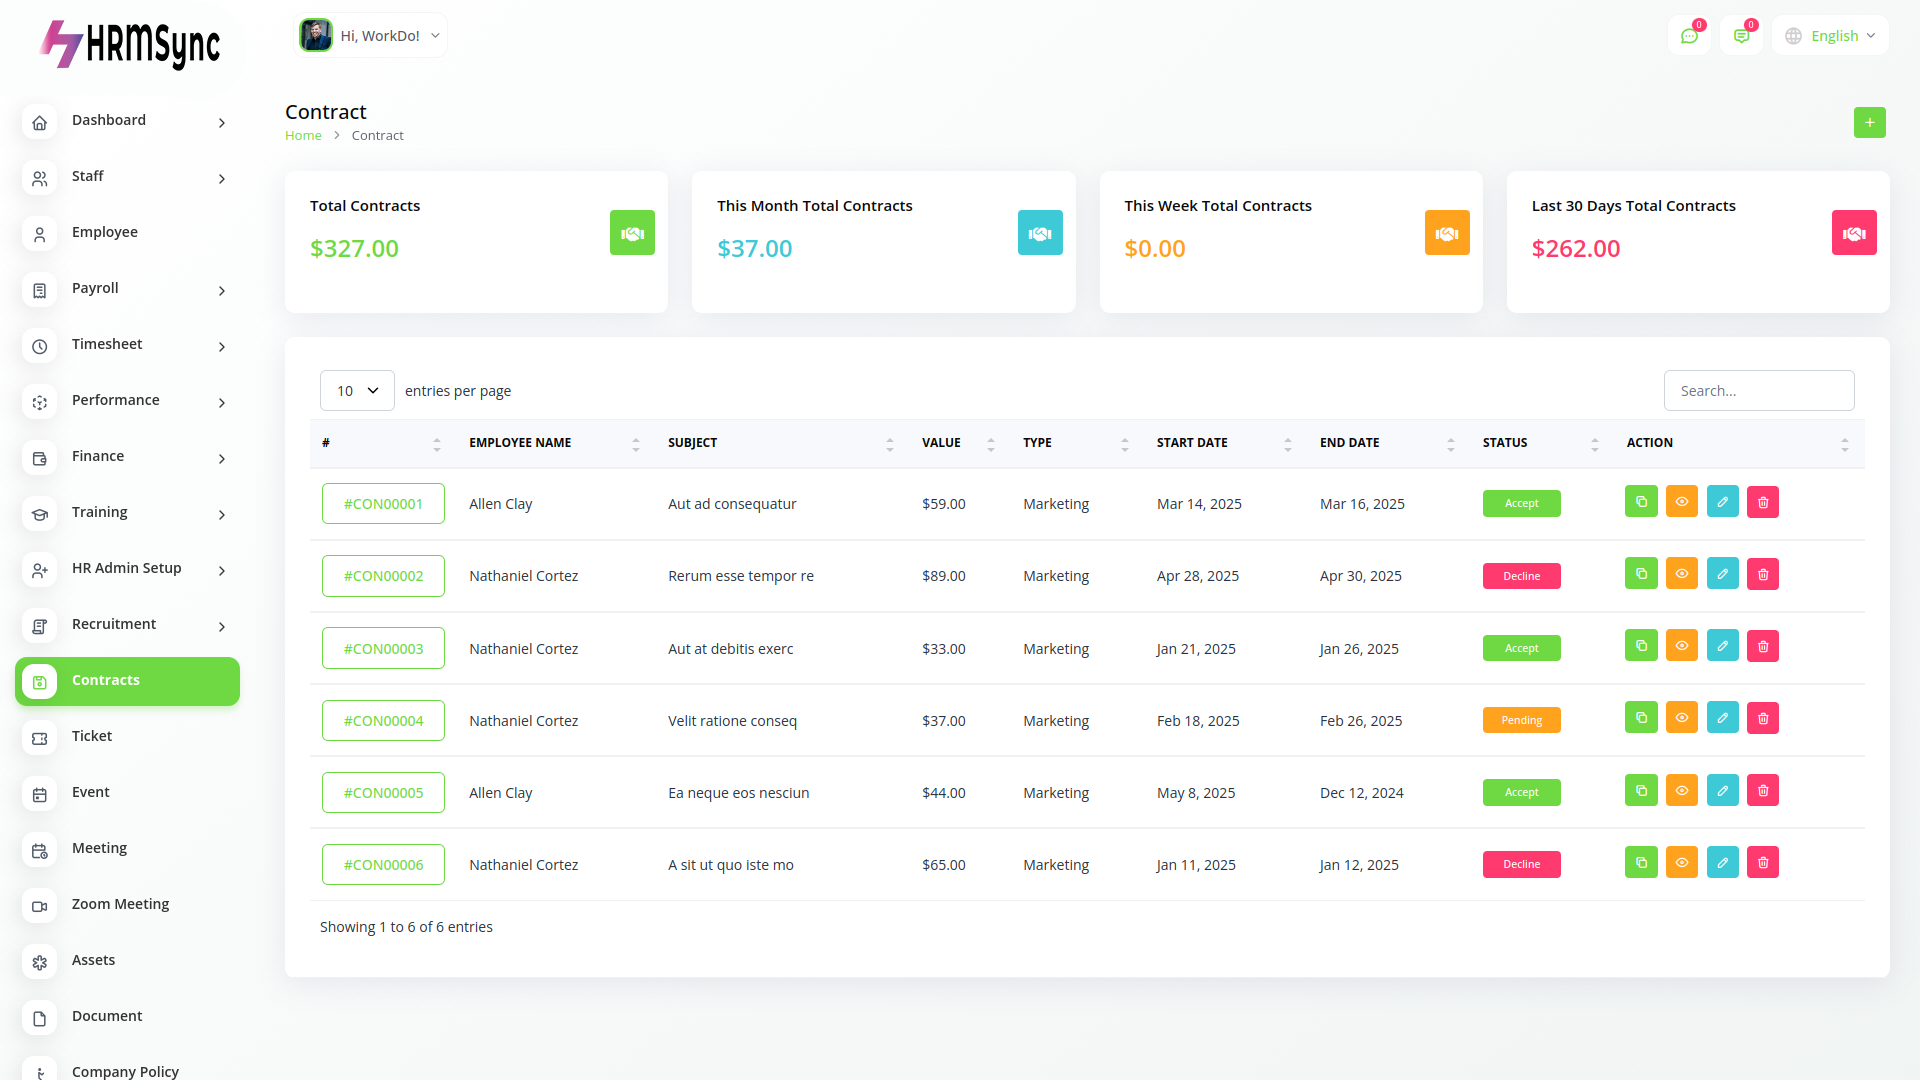 HRMSync
Hi, WorkDo!
0
0
English
Dashboard
Staff
Employee
Payroll
Timesheet
Performance
Finance
Training
HR Admin Setup
Recruitment
Contracts
Ticket
Event
Meeting
Zoom Meeting
Assets
Document
Company Policy
Contract
Home > Contract
+
Total Contracts
$327.00
This Month Total Contracts
$37.00
This Week Total Contracts
$0.00
Last 30 Days Total Contracts
$262.00
10 entries per page
Search...
# EMPLOYEE NAME SUBJECT VALUE TYPE START DATE END DATE STATUS ACTION
#CON00001 Allen Clay Aut ad consequatur $59.00 Marketing Mar 14, 2025 Mar 16, 2025 Accept
#CON00002 Nathaniel Cortez Rerum esse tempor re $89.00 Marketing Apr 28, 2025 Apr 30, 2025 Decline
#CON00003 Nathaniel Cortez Aut at debitis exerc $33.00 Marketing Jan 21, 2025 Jan 26, 2025 Accept
#CON00004 Nathaniel Cortez Velit ratione conseq $37.00 Marketing Feb 18, 2025 Feb 26, 2025 Pending
#CON00005 Allen Clay Ea neque eos nesciun $44.00 Marketing May 8, 2025 Dec 12, 2024 Accept
#CON00006 Nathaniel Cortez A sit ut quo iste mo $65.00 Marketing Jan 11, 2025 Jan 12, 2025 Decline
Showing 1 to 6 of 6 entries